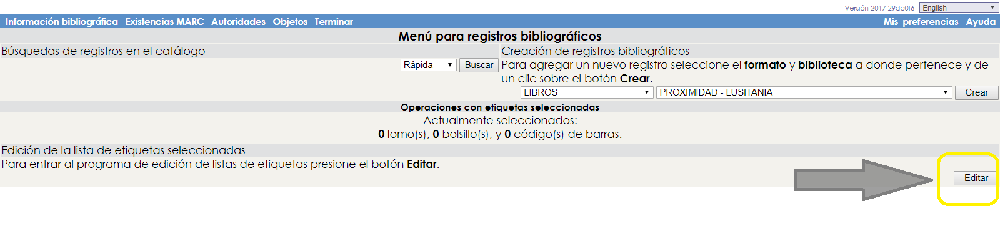 Versión 2017 29dc0f6 English
Información bibliográfica Existencias MARC Autoridades Objetos Terminar Mis_preferencias Ayuda
Menú para registros bibliográficos
Búsquedas de registros en el catálogo
Rápida Buscar
Creación de registros bibliográficos
Para agregar un nuevo registro seleccione el formato y biblioteca a donde pertenece y de
un clic sobre el botón Crear.
LIBROS PROXIMIDAD - LUSITANIA Crear
Operaciones con etiquetas seleccionadas
Actualmente seleccionados:
0 lomo(s), 0 bolsillo(s), y 0 código(s) de barras.
Edición de la lista de etiquetas seleccionadas
Para entrar al programa de edición de listas de etiquetas presione el botón Editar.
Editar